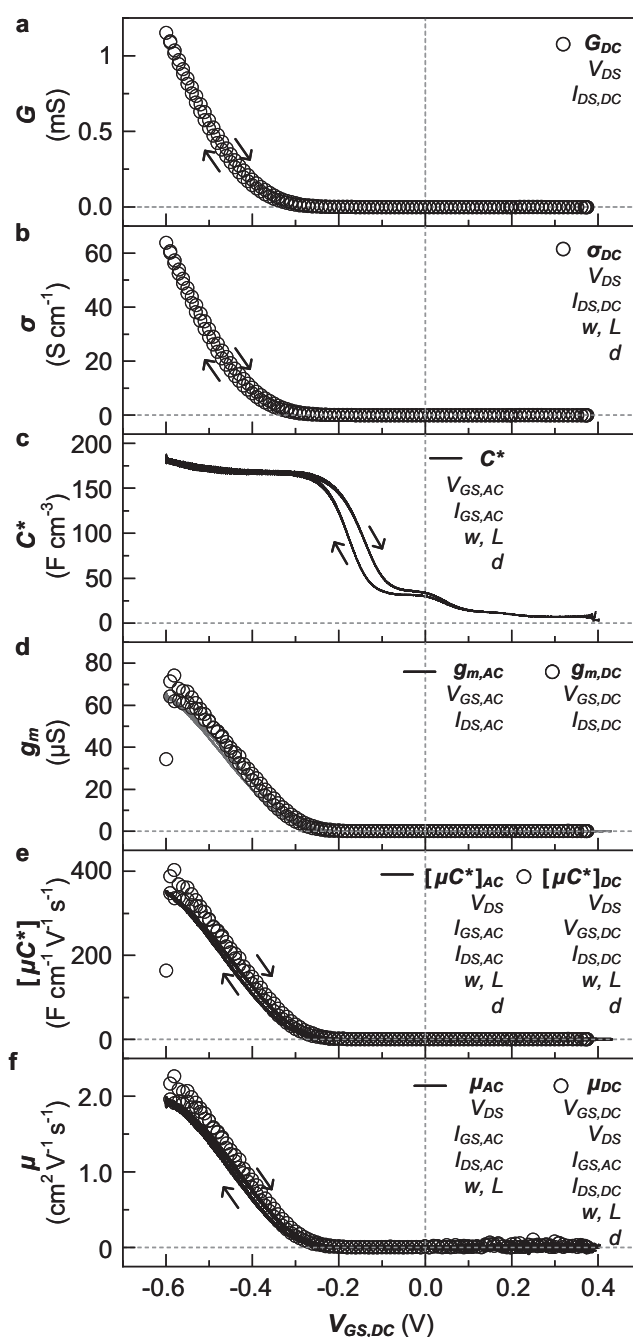 a
G
(mS)
1
0.5
0.0
G_DC
V_DS
I_DS,DC
b
σ
(S cm⁻¹)
60
40
20
0
σ_DC
V_DS
I_DS,DC
w, L
d
c
C*
(F cm⁻³)
200
150
100
50
0
C*
V_GS,AC
I_GS,AC
w, L
d
d
g_m
(µS)
80
60
40
20
0
g_m,AC g_m,DC
V_GS,AC V_GS,DC
I_DS,AC I_DS,DC
e
[µC*]
(F cm⁻¹ V⁻¹ s⁻¹)
400
200
0
[µC*]_AC [µC*]_DC
V_DS V_DS
I_GS,AC V_GS,DC
I_DS,AC I_DS,DC
w, L w, L
d d
f
µ
(cm² V⁻¹ s⁻¹)
2.0
1.0
0.0
µ_AC µ_DC
V_DS V_GS,DC
I_GS,AC V_DS
I_DS,AC I_GS,AC
w, L I_DS,DC
w, L
d
-0.6 -0.4 -0.2 0.0 0.2 0.4
V_GS,DC (V)